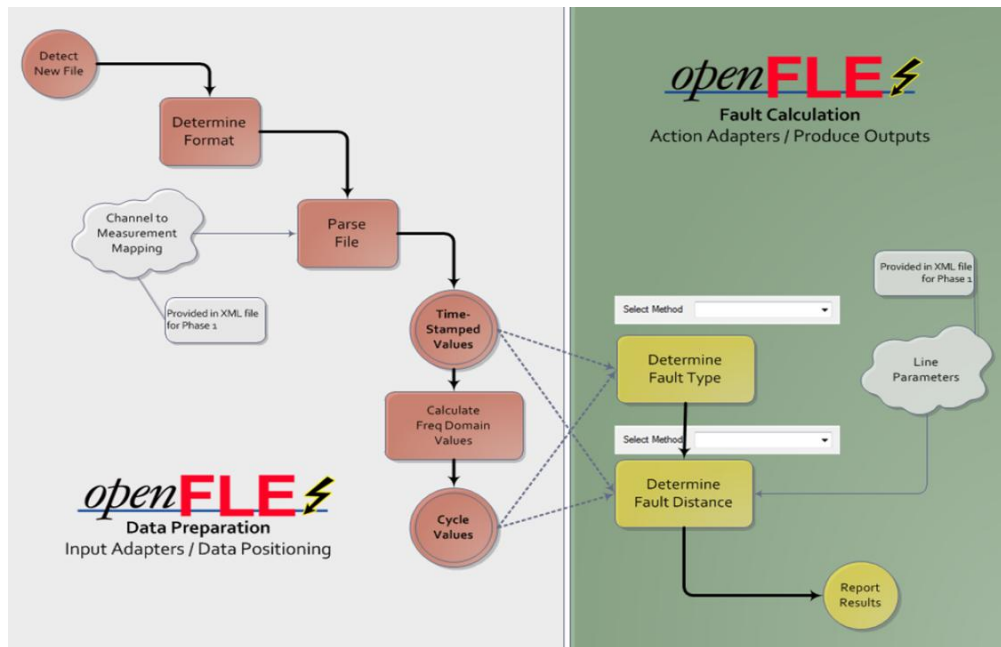 Detect
New File
Determine
Format
Channel to
Measurement
Mapping
Parse
File
Provided in XML file
for Phase 1
Time-
Stamped
Values
Calculate
Freq Domain
Values
Cycle
Values
openFLE
Data Preparation
Input Adapters / Data Positioning
openFLE
Fault Calculation
Action Adapters / Produce Outputs
Provided in XML file
for Phase 1
Line
Parameters
Select Method
Determine
Fault Type
Select Method
Determine
Fault Distance
Report
Results